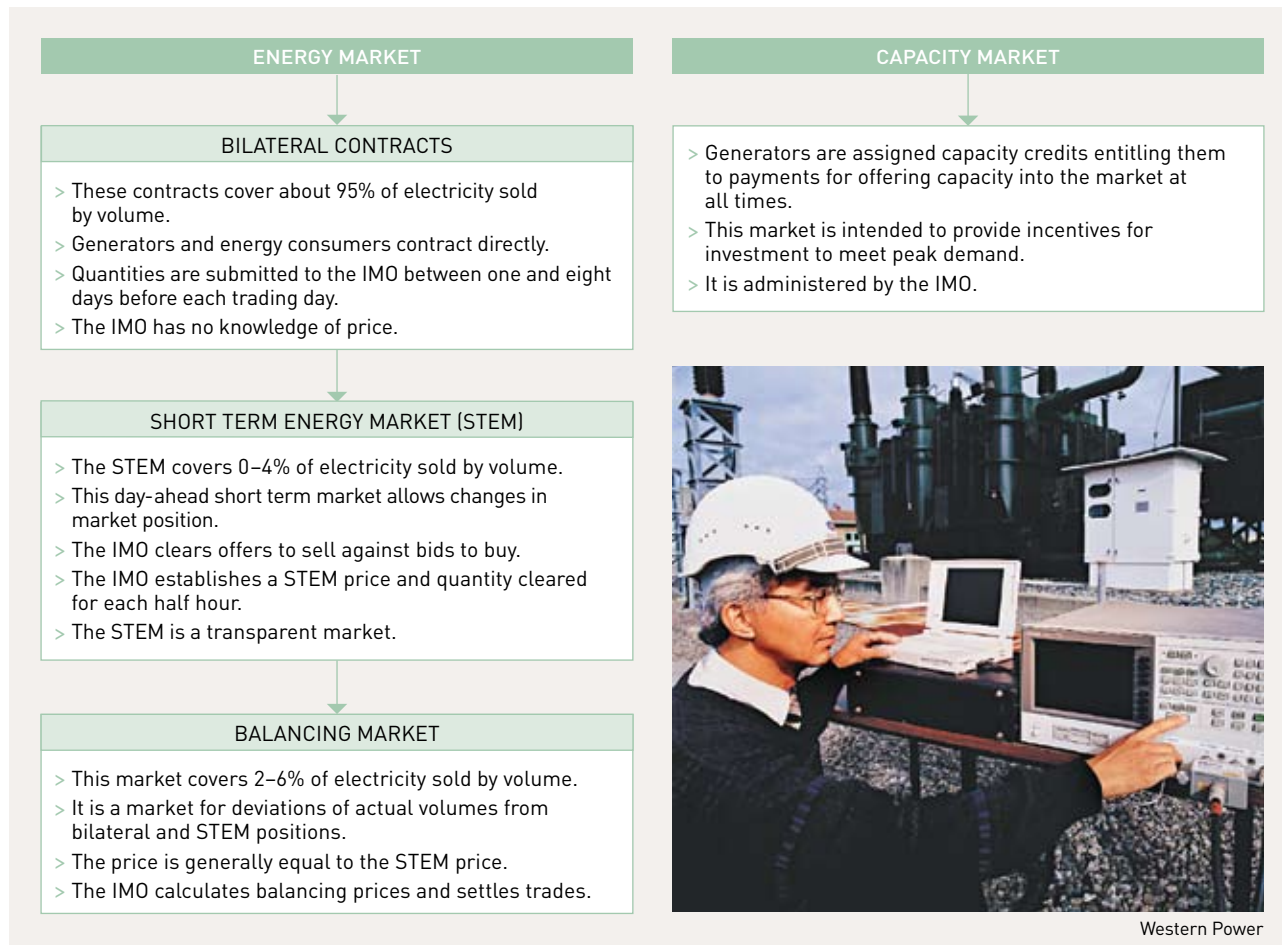 ENERGY MARKET
BILATERAL CONTRACTS
> These contracts cover about 95% of electricity sold
by volume.
> Generators and energy consumers contract directly.
> Quantities are submitted to the IMO between one and eight
days before each trading day.
> The IMO has no knowledge of price.
SHORT TERM ENERGY MARKET (STEM)
> The STEM covers 0–4% of electricity sold by volume.
> This day-ahead short term market allows changes in
market position.
> The IMO clears offers to sell against bids to buy.
> The IMO establishes a STEM price and quantity cleared
for each half hour.
> The STEM is a transparent market.
BALANCING MARKET
> This market covers 2–6% of electricity sold by volume.
> It is a market for deviations of actual volumes from
bilateral and STEM positions.
> The price is generally equal to the STEM price.
> The IMO calculates balancing prices and settles trades.
CAPACITY MARKET
> Generators are assigned capacity credits entitling them
to payments for offering capacity into the market at
all times.
> This market is intended to provide incentives for
investment to meet peak demand.
> It is administered by the IMO.
Western Power